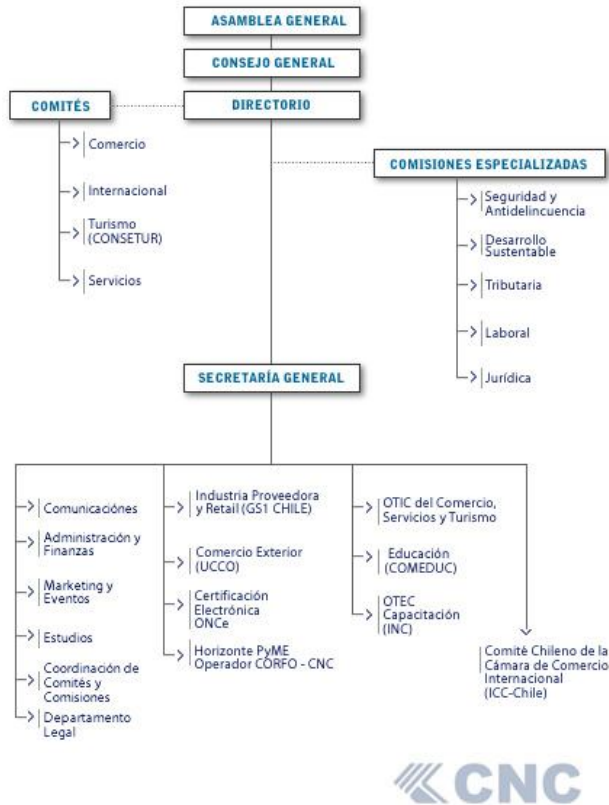 ASAMBLEA GENERAL
CONSEJO GENERAL
DIRECTORIO
COMITÉS
Comercio
Internacional
Turismo
(CONSETUR)
Servicios
COMISIONES ESPECIALIZADAS
Seguridad y
Antidelincuencia
Desarrollo
Sustentable
Tributaria
Laboral
Jurídica
SECRETARÍA GENERAL
Comunicaciónes
Administración y
Finanzas
Marketing y
Eventos
Estudios
Coordinación de
Comités y
Comisiones
Departamento
Legal
Industria Proveedora
y Retail (GS1 CHILE)
Comercio Exterior
(UCCO)
Certificación
Electrónica
ONCe
Horizonte PyME
Operador CORFO - CNC
OTIC del Comercio,
Servicios y Turismo
Educación
(COMEDUC)
OTEC
Capacitación
(INC)
Comité Chileno de la
Cámara de Comercio
Internacional
(ICC-Chile)
CNC